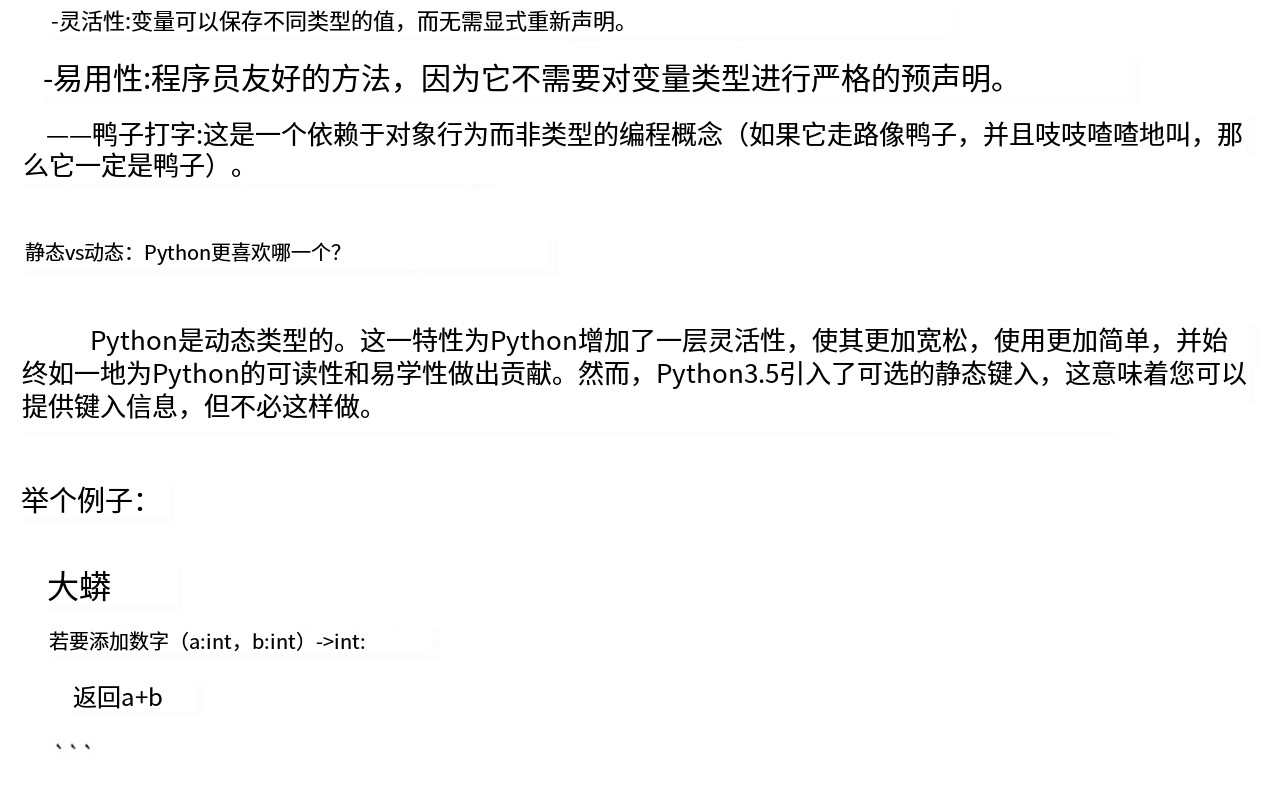 -灵活性:变量可以保存不同类型的值，而无需显式重新声明。
-易用性:程序员友好的方法，因为它不需要对变量类型进行严格的预声明。
——鸭子打字:这是一个依赖于对象行为而非类型的编程概念（如果它走路像鸭子，并且吱吱喳喳地叫，那
么它一定是鸭子）。
静态vs动态：Python更喜欢哪一个？
Python是动态类型的。这一特性为Python增加了一层灵活性，使其更加宽松，使用更加简单，并始
终如一地为Python的可读性和易学性做出贡献。然而，Python3.5引入了可选的静态键入，这意味着您可以
提供键入信息，但不必这样做。
举个例子：
大蟒
若要添加数字（a:int，b:int）->int:
返回a+b
```